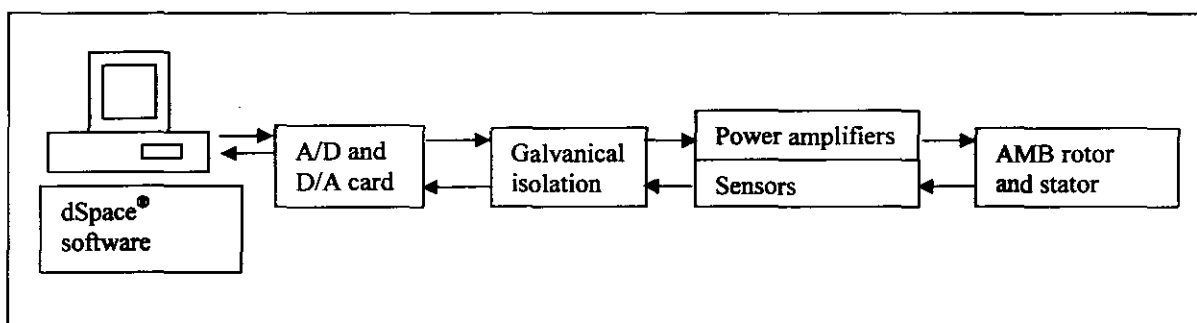 dSpace®
software
A/D and
D/A card
Galvanical
isolation
Power amplifiers
Sensors
AMB rotor
and stator